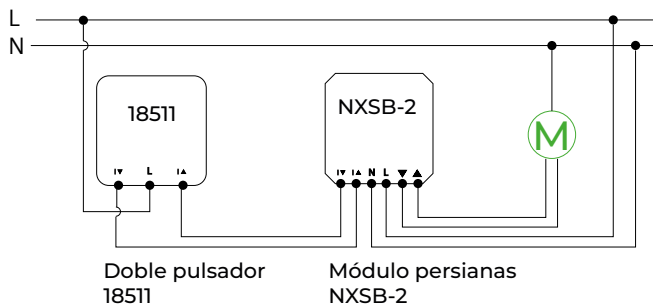 L
N
18511
I▼ L I▲
NXSB-2
I▼ I▲ N L ▼ ▲
M
Doble pulsador
18511
Módulo persianas
NXSB-2